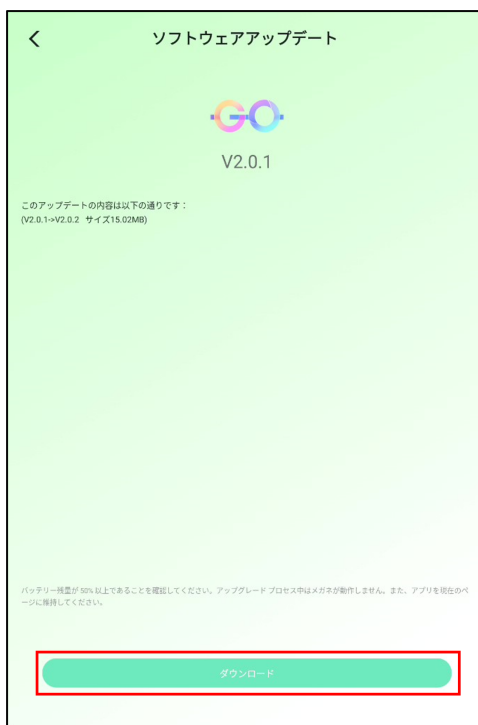 ソフトウェアアップデート
GO
V2.0.1
このアップデートの内容は以下の通りです：
(V2.0.1->V2.0.2 サイズ15.02MB)
バッテリー残量が 50% 以上であることを確認してください。アップグレード プロセス中はメガネが動作しません。また、アプリを現在のペ
ージに維持してください。
ダウンロード